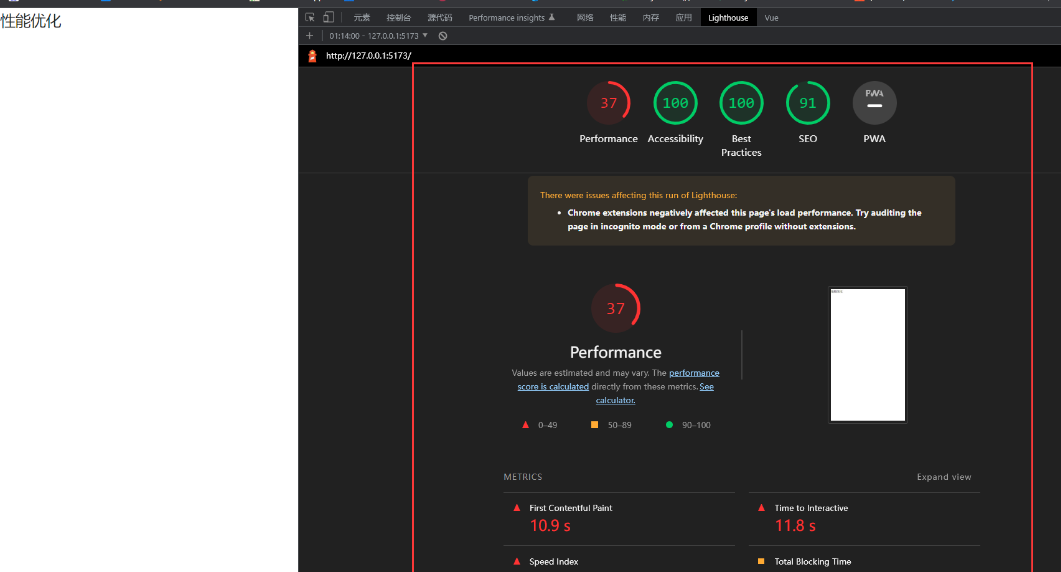 性能优化
元素 控制台 源代码 Performance insights 网络 性能 内存 应用 Lighthouse Vue
+ 01:14:00 - 127.0.0.1:5173
http://127.0.0.1:5173/
37 100 100 91 PWA
Performance Accessibility Best Practices SEO PWA
There were issues affecting this run of Lighthouse:
• Chrome extensions negatively affected this page's load performance. Try auditing the
page in incognito mode or from a Chrome profile without extensions.
37
Performance
Values are estimated and may vary. The performance
score is calculated directly from these metrics. See
calculator.
0–49 50–89 90–100
METRICS Expand view
First Contentful Paint Time to Interactive
10.9 s 11.8 s
Speed Index Total Blocking Time